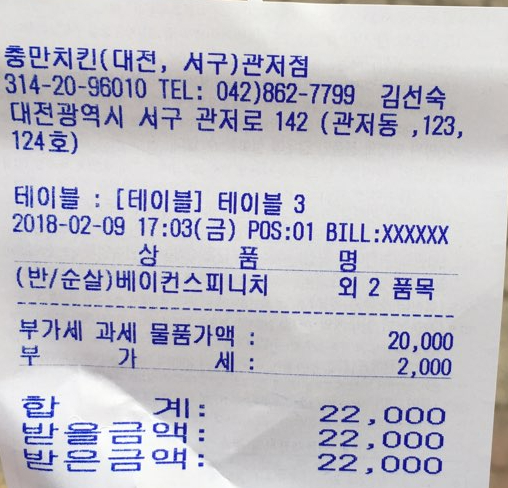 충만치킨(대전, 서구)관저점
314-20-96010 TEL: 042)862-7799 김선숙
대전광역시 서구 관저로 142 (관저동 ,123,
124호)
테이블 : [테이블] 테이블 3
2018-02-09 17:03(금) POS:01 BILL:XXXXXX
상 품 명
(반/순살)베이컨스피니치 외 2 품목
부가세 과세 물품가액 : 20,000
부 가 세 : 2,000
합 계: 22,000
받을금액: 22,000
받은금액: 22,000